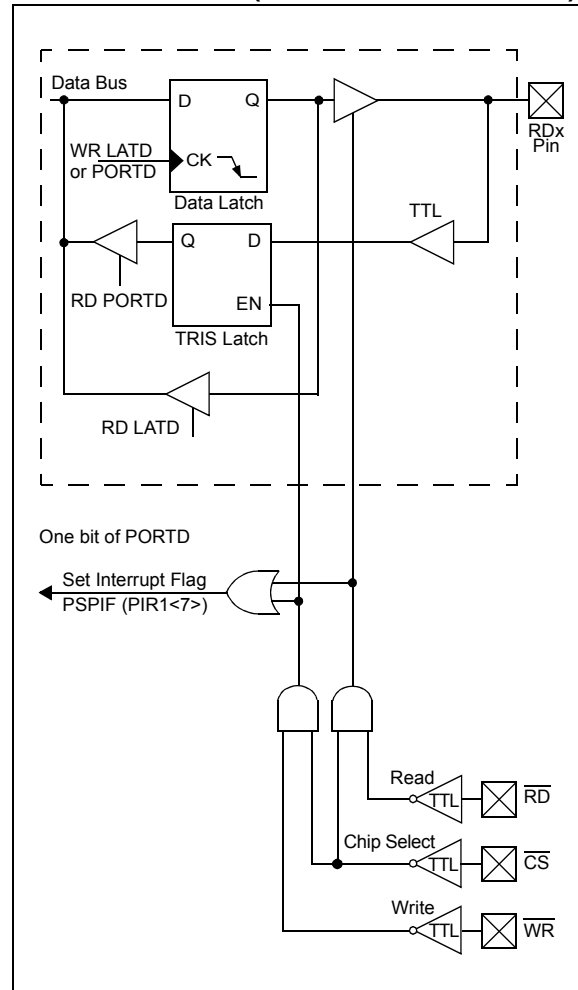 Data Bus
D Q
RDx
Pin
WR LATD
or PORTD
CK
Data Latch
TTL
Q D
RD PORTD
EN
TRIS Latch
RD LATD
One bit of PORTD
Set Interrupt Flag
PSPIF (PIR1<7>)
Read
TTL
RD
Chip Select
TTL
CS
Write
TTL
WR